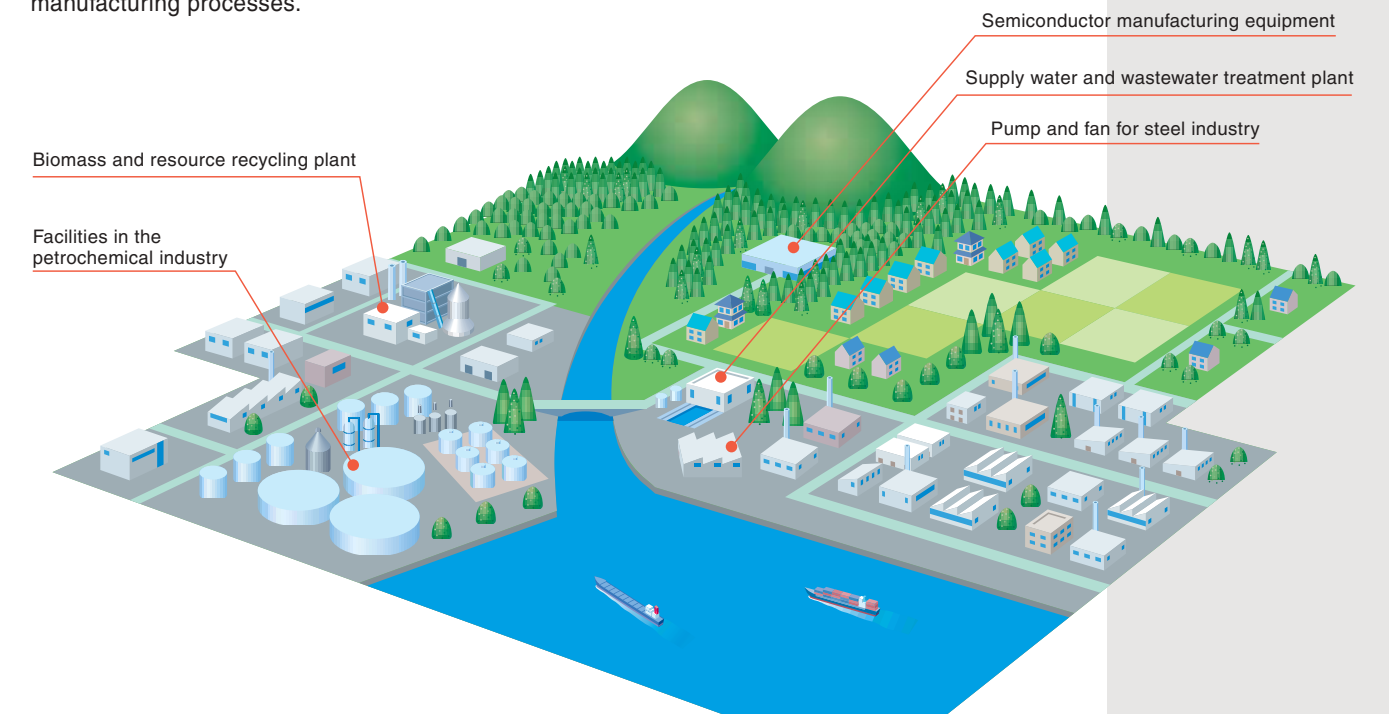 manufacturing processes.
Semiconductor manufacturing equipment
Supply water and wastewater treatment plant
Pump and fan for steel industry
Biomass and resource recycling plant
Facilities in the
petrochemical industry